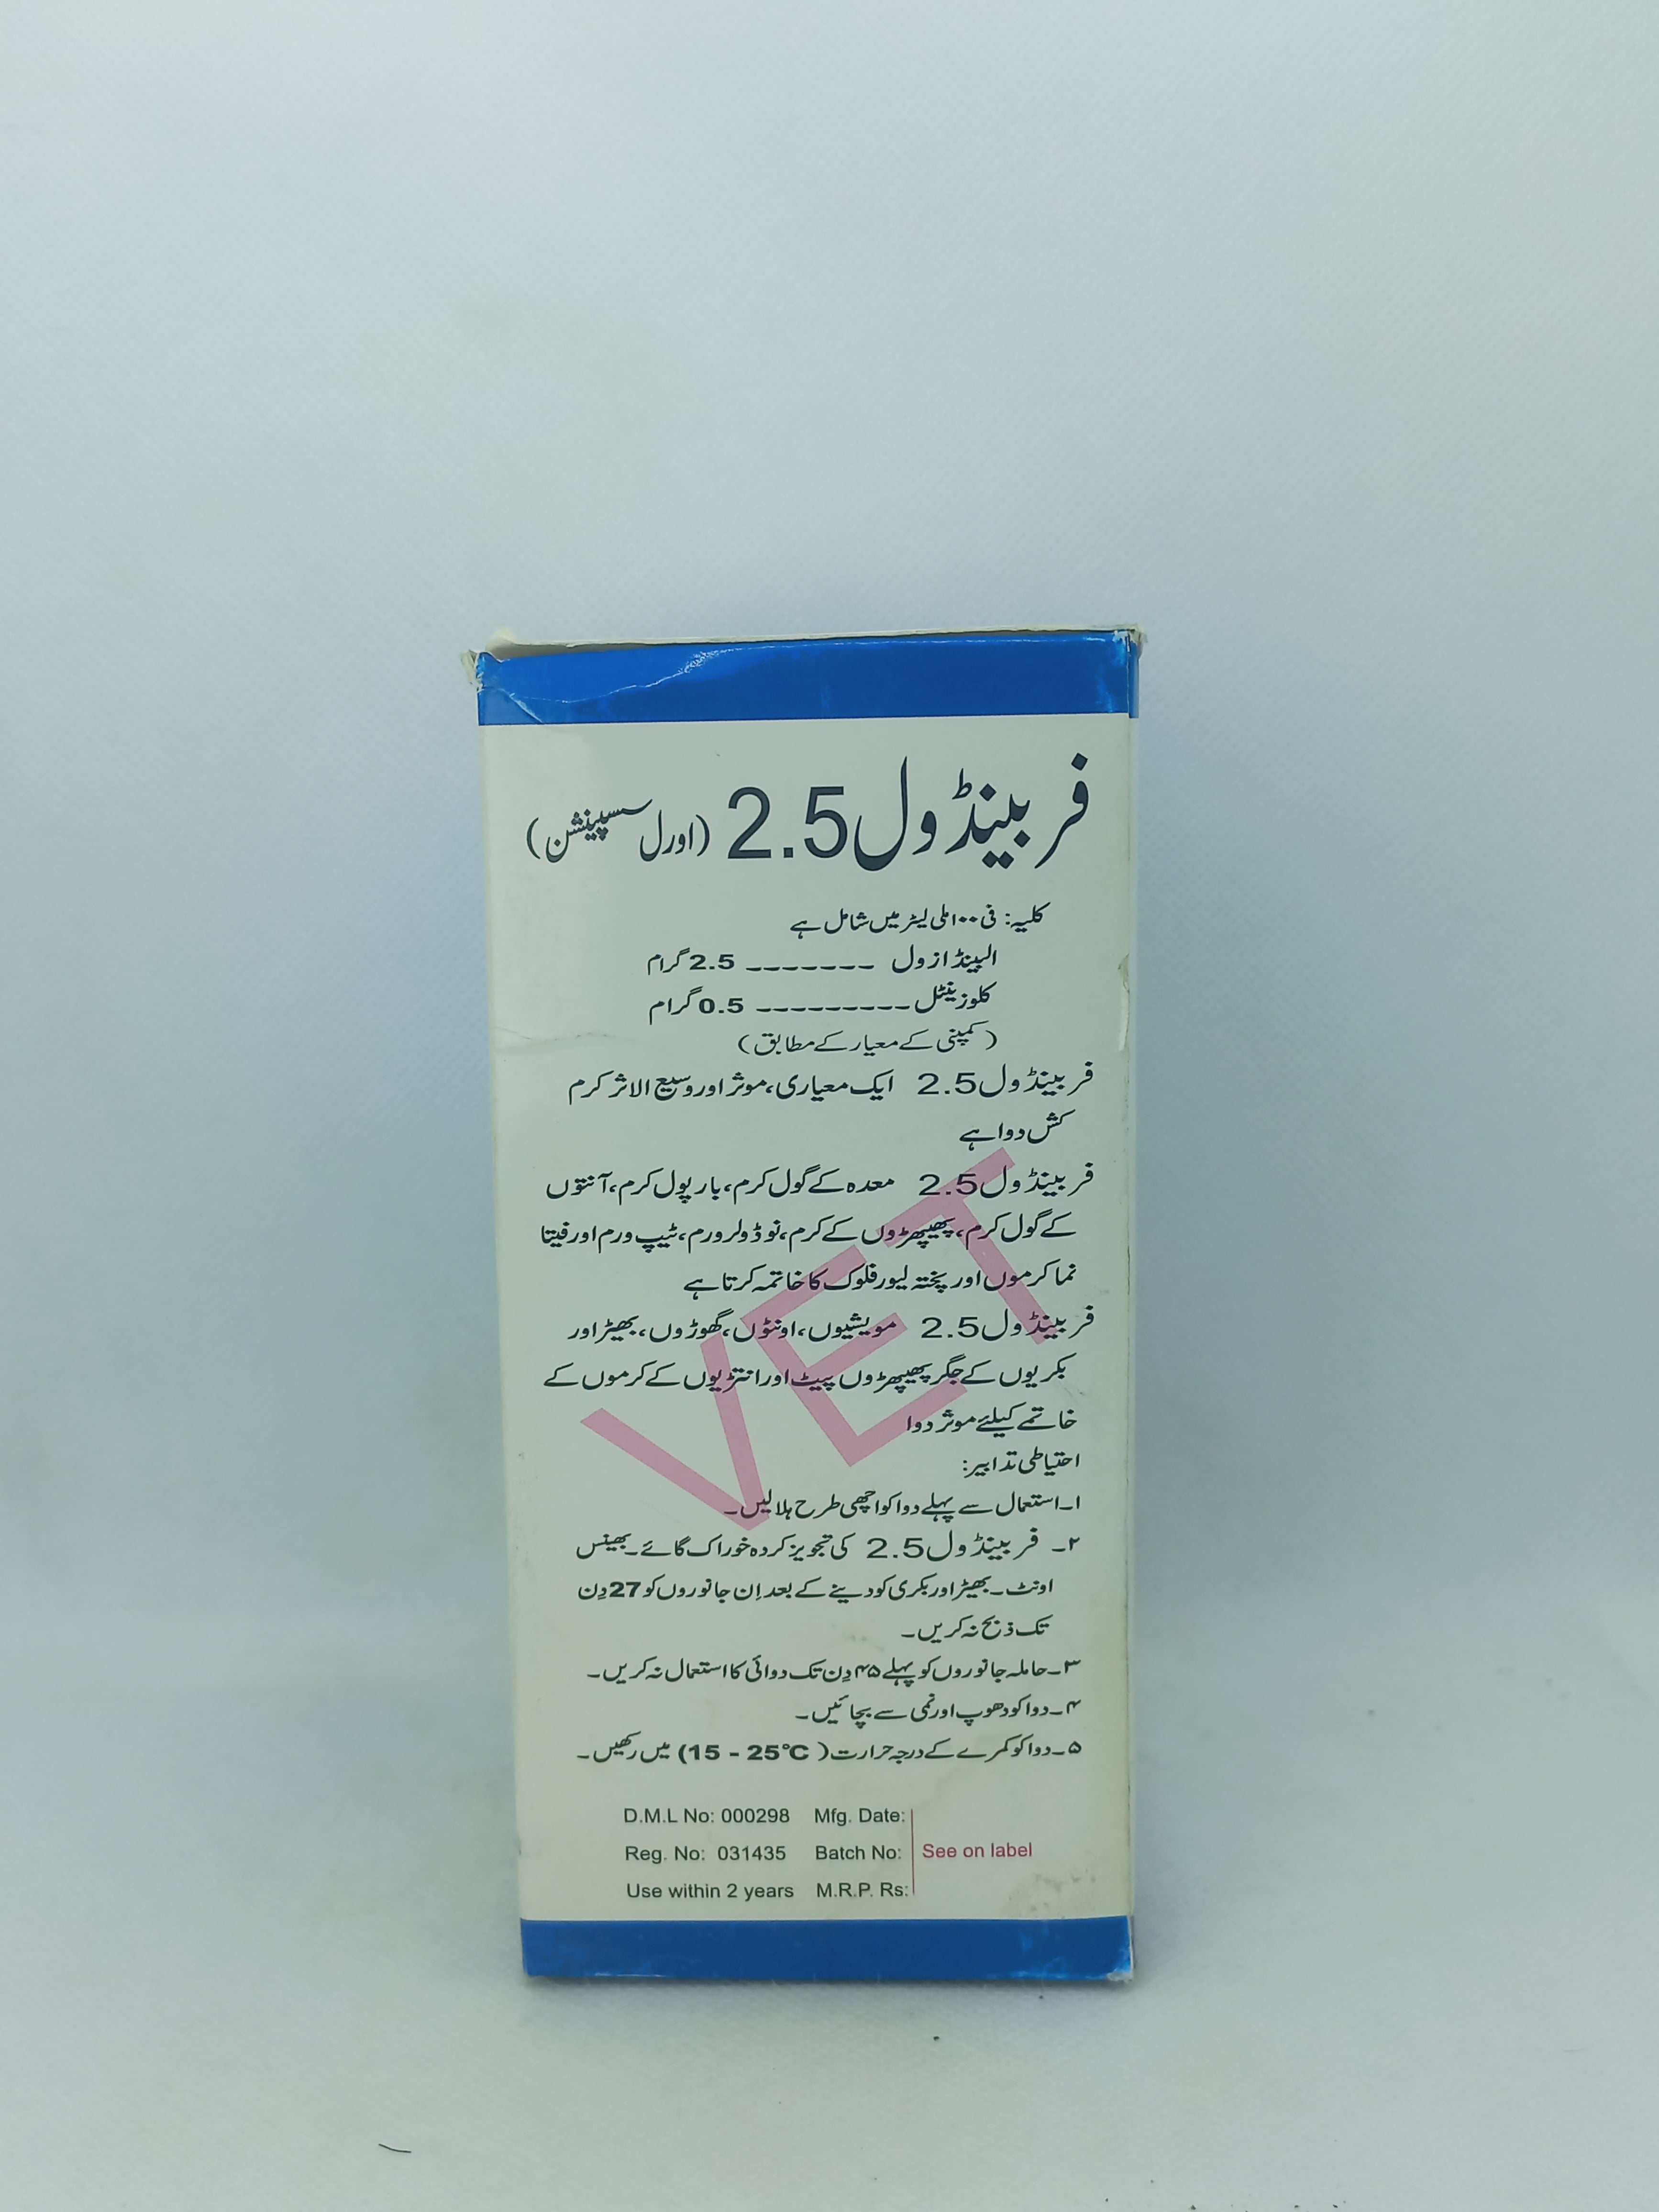 فربینڈول 2.5 (اورل سسپینشن)
کلیہ: فی ۱۰۰ ملی لیٹر میں شامل ہے
البینڈازول ------- 2.5 گرام
کلوزینٹل --------- 0.5 گرام
(کمپنی کے معیار کے مطابق)
فربینڈول 2.5 ایک معیاری، موثر اور وسیع الاثر کرم
کش دوا ہے
فربینڈول 2.5 معدہ کے گول کرم، بارپول کرم، آنتوں
کے گول کرم، پھیپھڑوں کے کرم، نوڈولر ورم، ٹیپ ورم اور فیتا
نما کرموں اور پختہ لیور فلوک کا خاتمہ کرتا ہے
فربینڈول 2.5 مویشیوں، اونٹوں، گھوڑوں، بھیڑ اور
بکریوں کے جگر پھیپھڑوں پیٹ اور انتڑیوں کے کرموں کے
خاتمے کیلئے موثر دوا
احتیاطی تدابیر:
۱۔ استعمال سے پہلے دوا کو اچھی طرح ہلا لیں۔
۲۔ فربینڈول 2.5 کی تجویز کردہ خوراک گائے۔ بھینس
اونٹ۔ بھیڑ اور بکری کو دینے کے بعد اِن جانوروں کو 27 دِن
تک ذبح نہ کریں۔
۳۔ حاملہ جانوروں کو پہلے ۴۵ دِن تک دوائی کا استعمال نہ کریں۔
۴۔ دوا کو دھوپ اور نمی سے بچائیں۔
۵۔ دوا کو کمرے کے درجہ حرارت (15 - 25°C) میں رکھیں۔
VET
D.M.L No: 000298 Mfg. Date:
Reg. No: 031435 Batch No: See on label
Use within 2 years M.R.P. Rs: